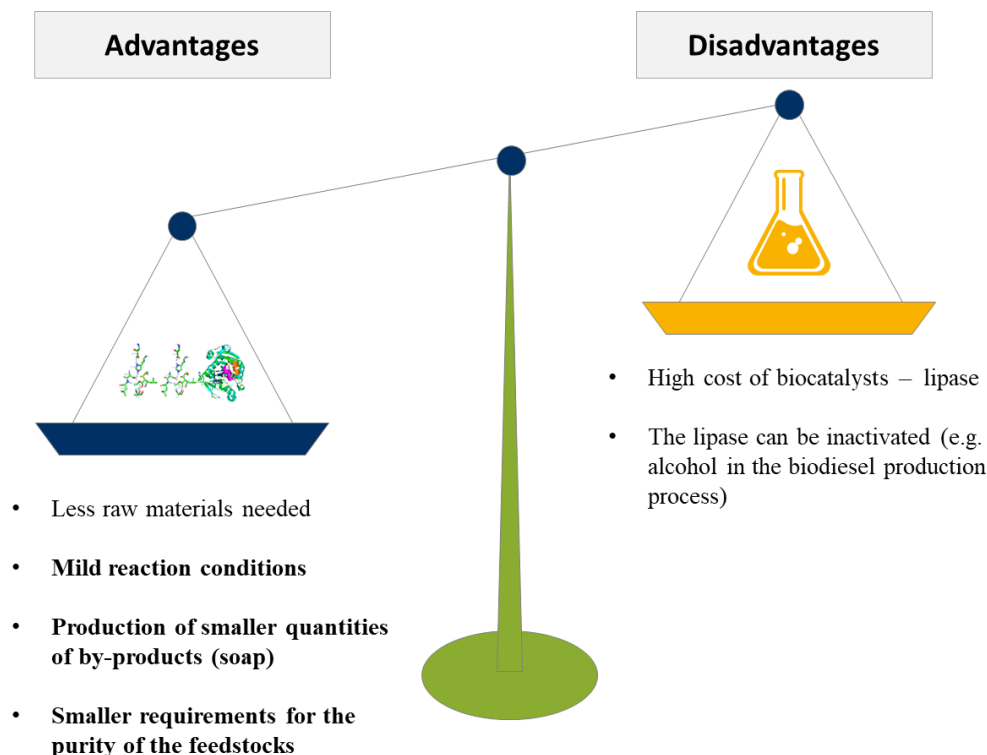 Advantages
Disadvantages
• Less raw materials needed
• Mild reaction conditions
• Production of smaller quantities
of by-products (soap)
• Smaller requirements for the
purity of the feedstocks
• High cost of biocatalysts – lipase
• The lipase can be inactivated (e.g.
alcohol in the biodiesel production
process)